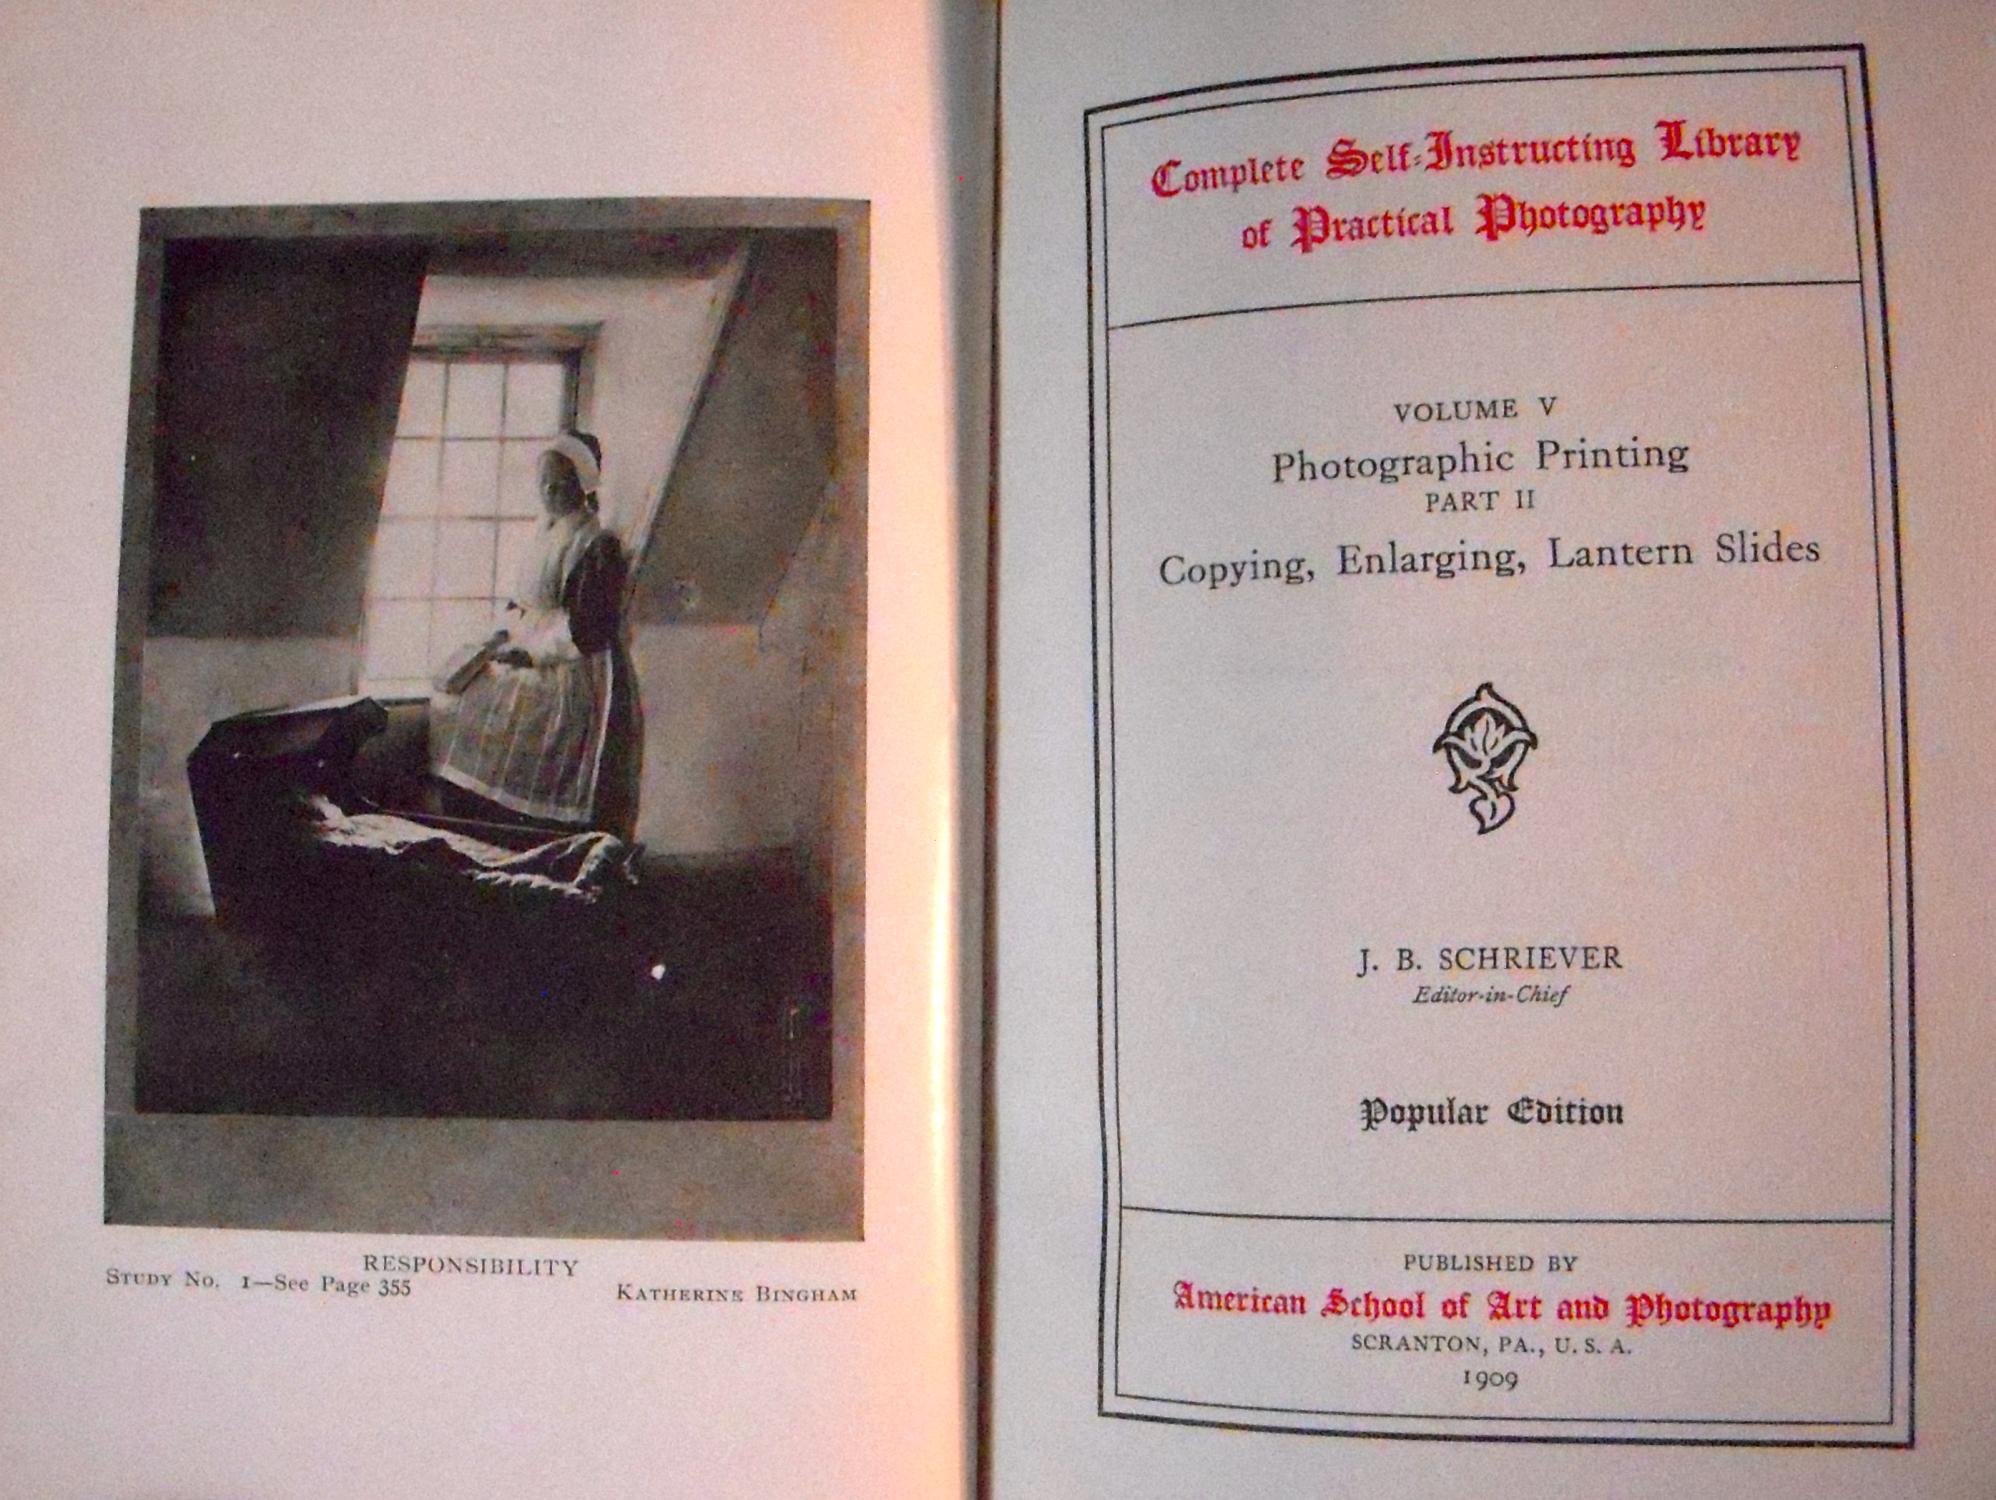 RESPONSIBILITY
STUDY NO. 1—See Page 355
KATHERINE BINGHAM
Complete Self-Instructing Library
of Practical Photography
VOLUME V
Photographic Printing
PART II
Copying, Enlarging, Lantern Slides
J. B. SCHRIEVER
Editor-in-Chief
Popular Edition
PUBLISHED BY
American School of Art and Photography
SCRANTON, PA., U. S. A.
1909